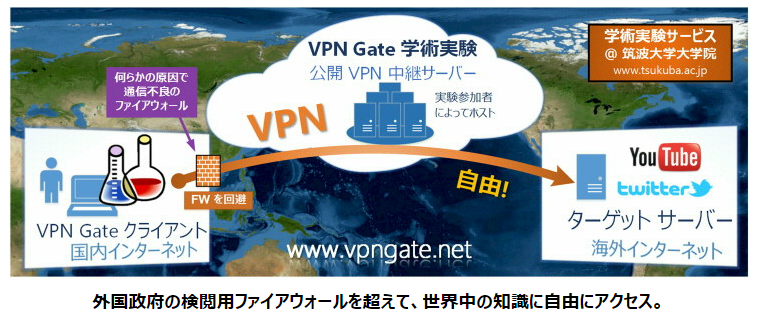 VPN Gate 学術実験
公開 VPN 中継サーバー
実験参加者
によってホスト
学術実験サービス
@ 筑波大学大学院
www.tsukuba.ac.jp
何らかの原因で
通信不良の
ファイアウォール
VPN
FW を回避
自由!
VPN Gate クライアント
国内インターネット
You Tube
twitter
ターゲット サーバー
海外インターネット
www.vpngate.net
外国政府の検閲用ファイアウォールを超えて、世界中の知識に自由にアクセス。